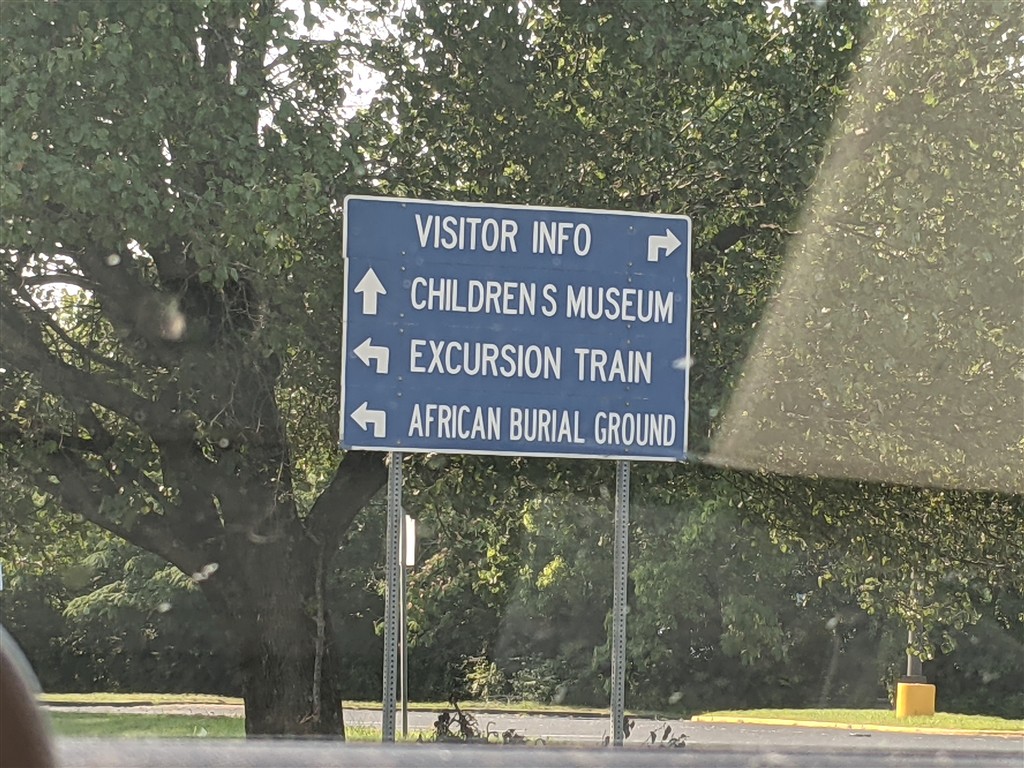 VISITOR INFO
CHILDREN S MUSEUM
EXCURSION TRAIN
AFRICAN BURIAL GROUND